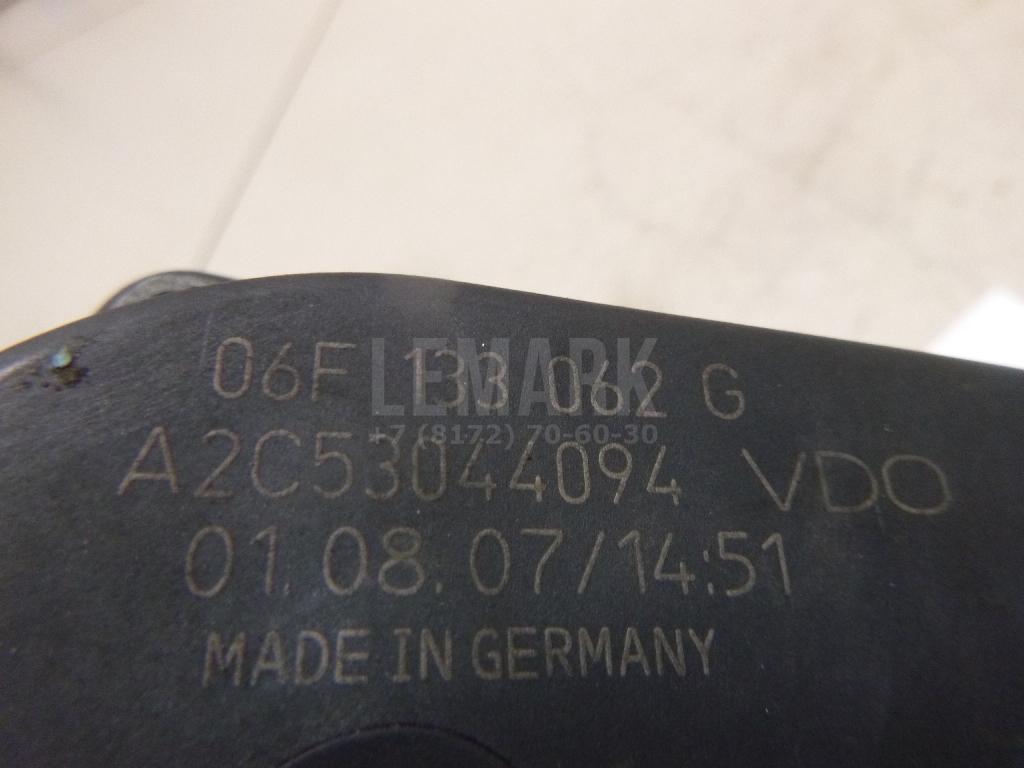 06F 133 062 G
LEMARK
+7 (8172) 70-60-30
A2C53044094 VDO
01.08.07/14:51
MADE IN GERMANY